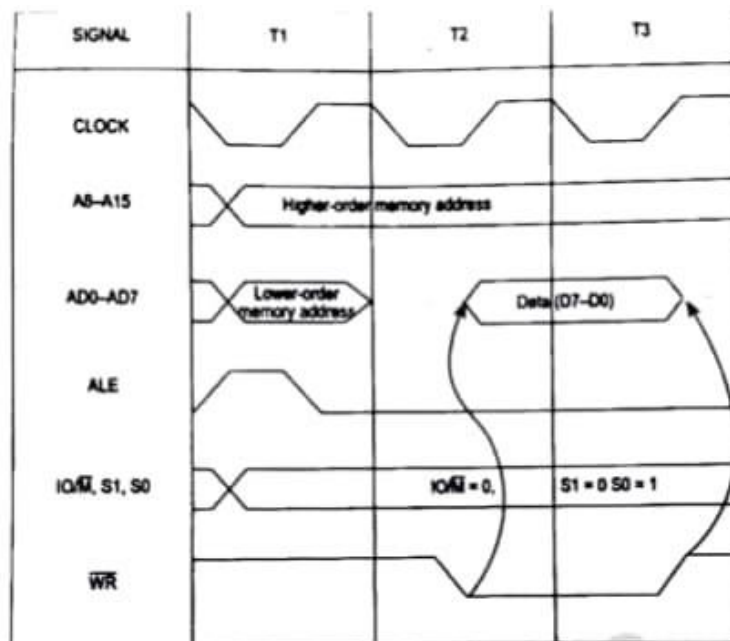 SIGNAL T1 T2 T3
CLOCK
A8–A15 Higher-order memory address
AD0–AD7 Lower-order memory address Data (D7–D0)
ALE
IO/M̅, S1, S0 IO/M̅ = 0, S1 = 0 S0 = 1
W̅R̅